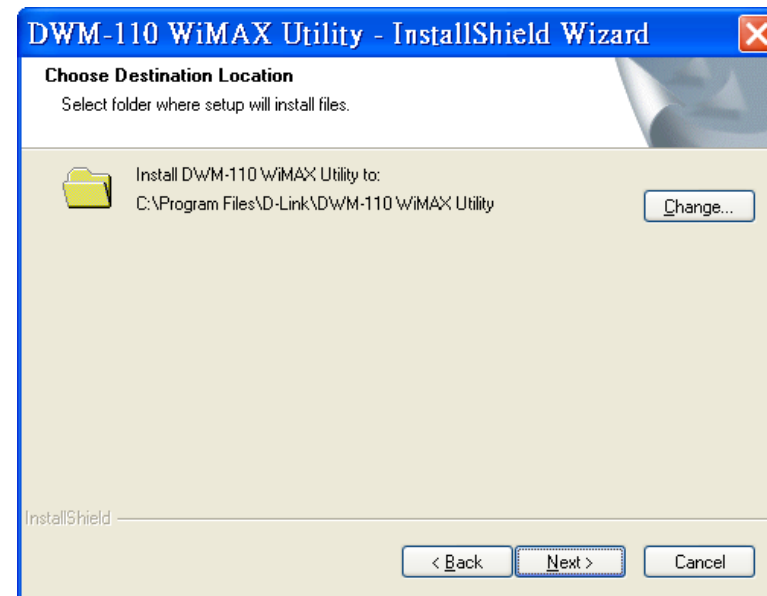 DWM-110 WiMAX Utility - InstallShield Wizard
Choose Destination Location
Select folder where setup will install files.
Install DWM-110 WiMAX Utility to:
C:\Program Files\D-Link\DWM-110 WiMAX Utility
Change...
InstallShield
< Back Next > Cancel